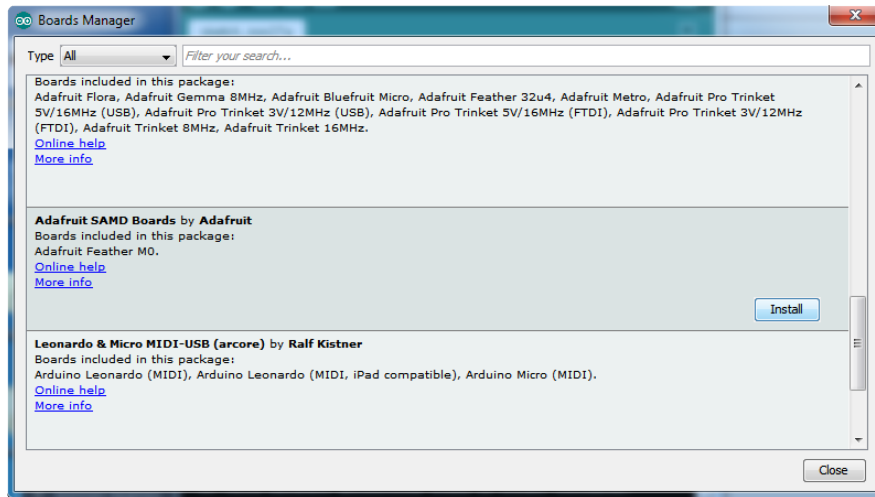 Boards Manager
Type All Filter your search...
Boards included in this package:
Adafruit Flora, Adafruit Gemma 8MHz, Adafruit Bluefruit Micro, Adafruit Feather 32u4, Adafruit Metro, Adafruit Pro Trinket
5V/16MHz (USB), Adafruit Pro Trinket 3V/12MHz (USB), Adafruit Pro Trinket 5V/16MHz (FTDI), Adafruit Pro Trinket 3V/12MHz
(FTDI), Adafruit Trinket 8MHz, Adafruit Trinket 16MHz.
Online help
More info
Adafruit SAMD Boards by Adafruit
Boards included in this package:
Adafruit Feather M0.
Online help
More info
Install
Leonardo & Micro MIDI-USB (arcore) by Ralf Kistner
Boards included in this package:
Arduino Leonardo (MIDI), Arduino Leonardo (MIDI, iPad compatible), Arduino Micro (MIDI).
Online help
More info
Close